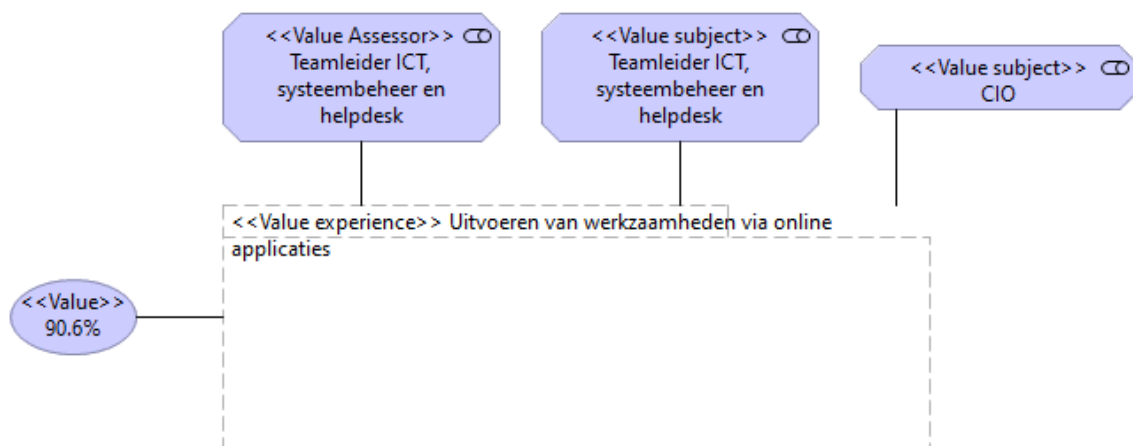 <<Value Assessor>>
Teamleider ICT,
systeembeheer en
helpdesk
<<Value subject>>
Teamleider ICT,
systeembeheer en
helpdesk
<<Value subject>>
CIO
<<Value experience>> Uitvoeren van werkzaamheden via online
applicaties
<<Value>>
90.6%